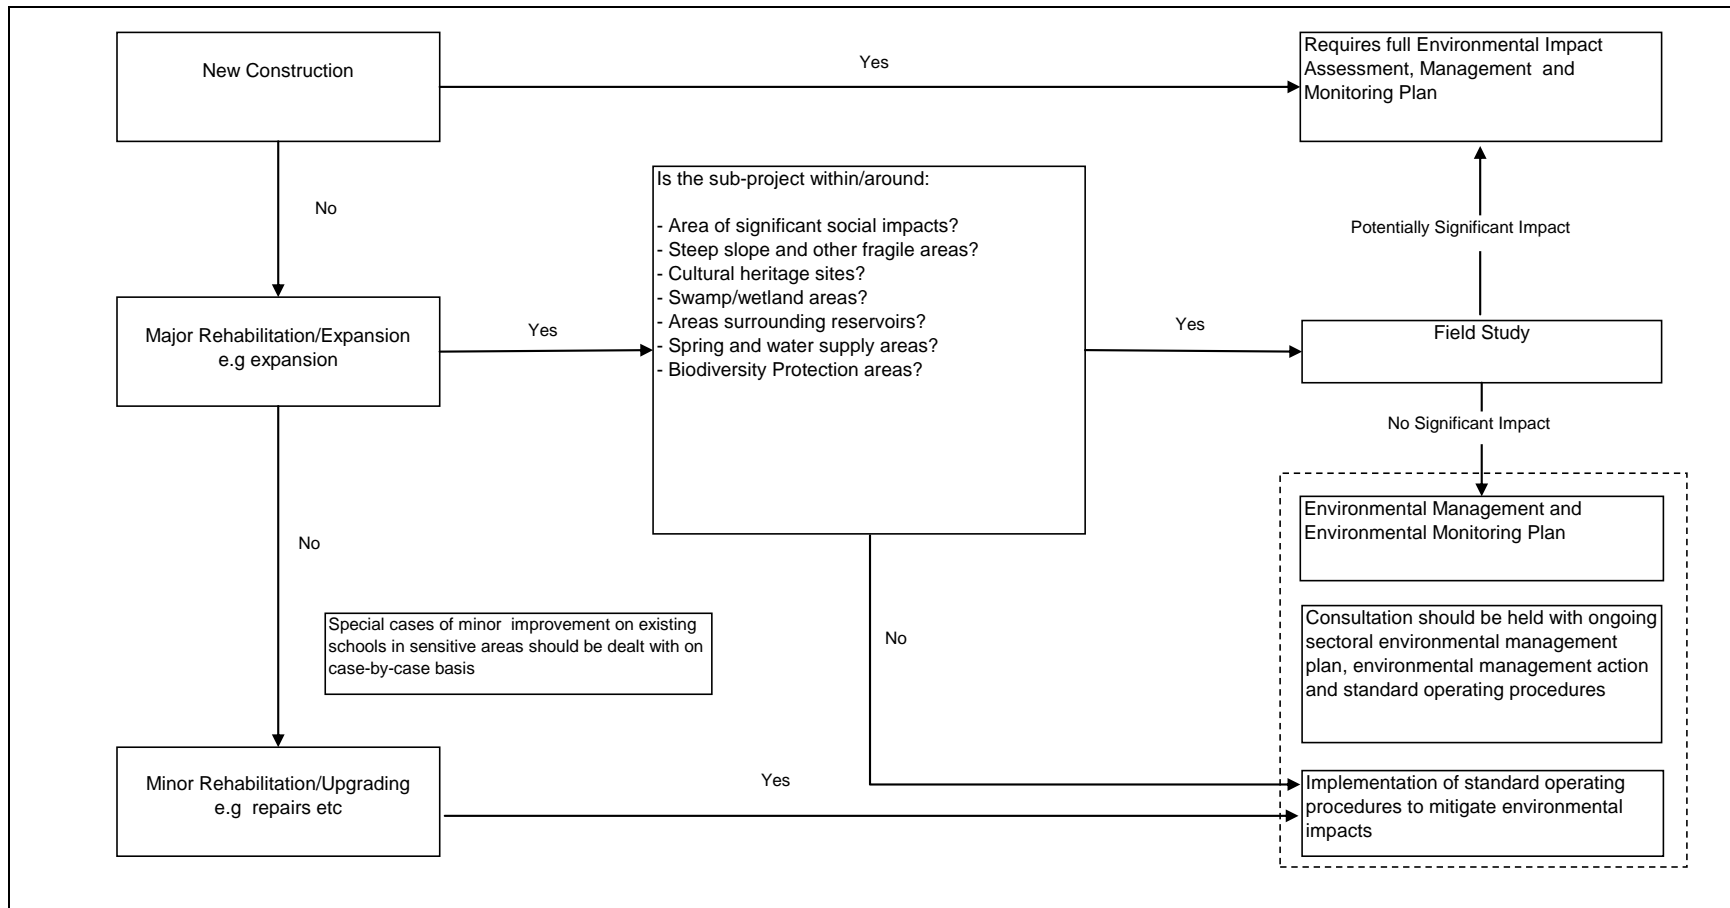 New Construction
Yes
Requires full Environmental Impact
Assessment, Management  and
Monitoring Plan
No
Is the sub-project within/around:
- Area of significant social impacts?
- Steep slope and other fragile areas?
- Cultural heritage sites?
- Swamp/wetland areas?
- Areas surrounding reservoirs?
- Spring and water supply areas?
- Biodiversity Protection areas?
Potentially Significant Impact
Major Rehabilitation/Expansion
e.g expansion
Yes
Yes
Field Study
No Significant Impact
Environmental Management and
Environmental Monitoring Plan
No
Special cases of minor  improvement on existing
schools in sensitive areas should be dealt with on
case-by-case basis
No
Consultation should be held with ongoing
sectoral environmental management
plan, environmental management action
and standard operating procedures
Minor Rehabilitation/Upgrading
e.g  repairs etc
Yes
Implementation of standard operating
procedures to mitigate environmental
impacts